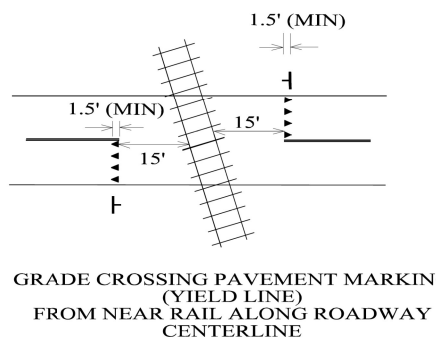 1.5' (MIN)
1.5' (MIN)
15'
15'
GRADE CROSSING PAVEMENT MARKIN
(YIELD LINE)
FROM NEAR RAIL ALONG ROADWAY
CENTERLINE